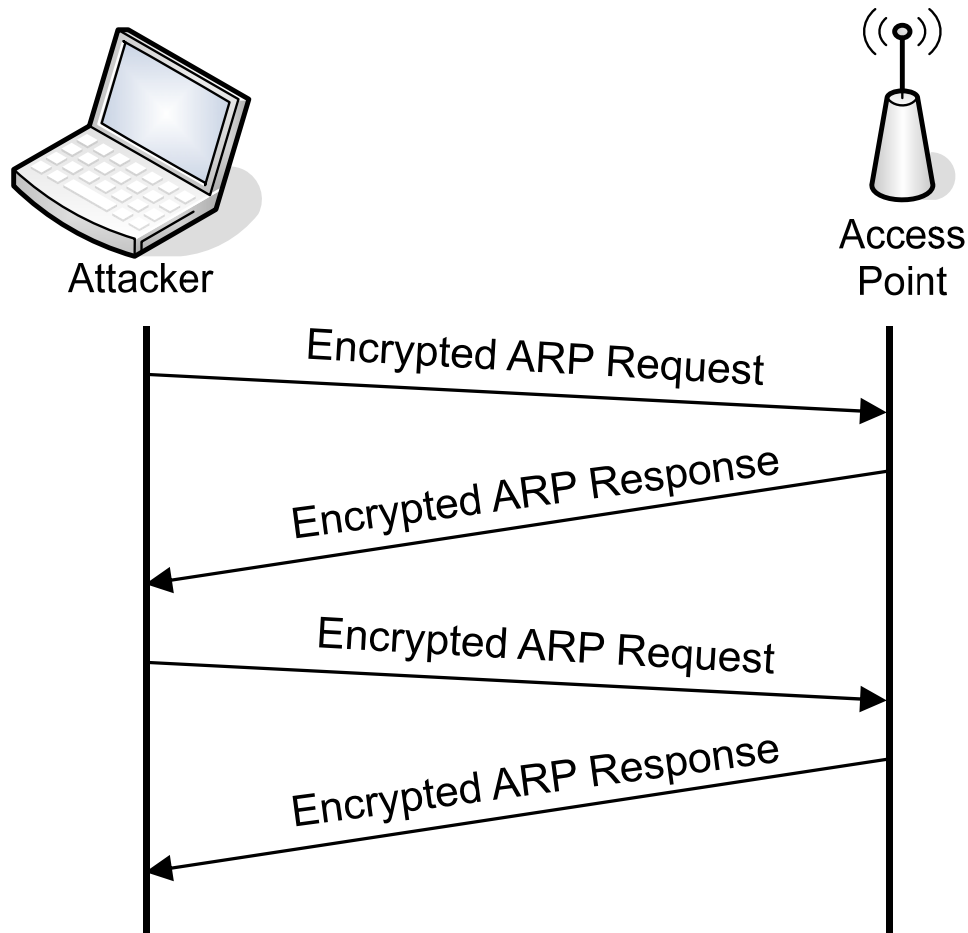 Attacker
Access
Point
Encrypted ARP Request
Encrypted ARP Response
Encrypted ARP Request
Encrypted ARP Response